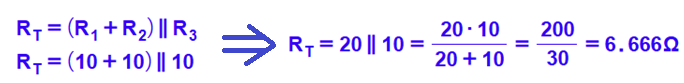 R_T = (R_1 + R_2) || R_3
R_T = (10 + 10) || 10
R_T = 20 || 10 = (20 · 10)/(20 + 10) = 200/30 = 6.666Ω